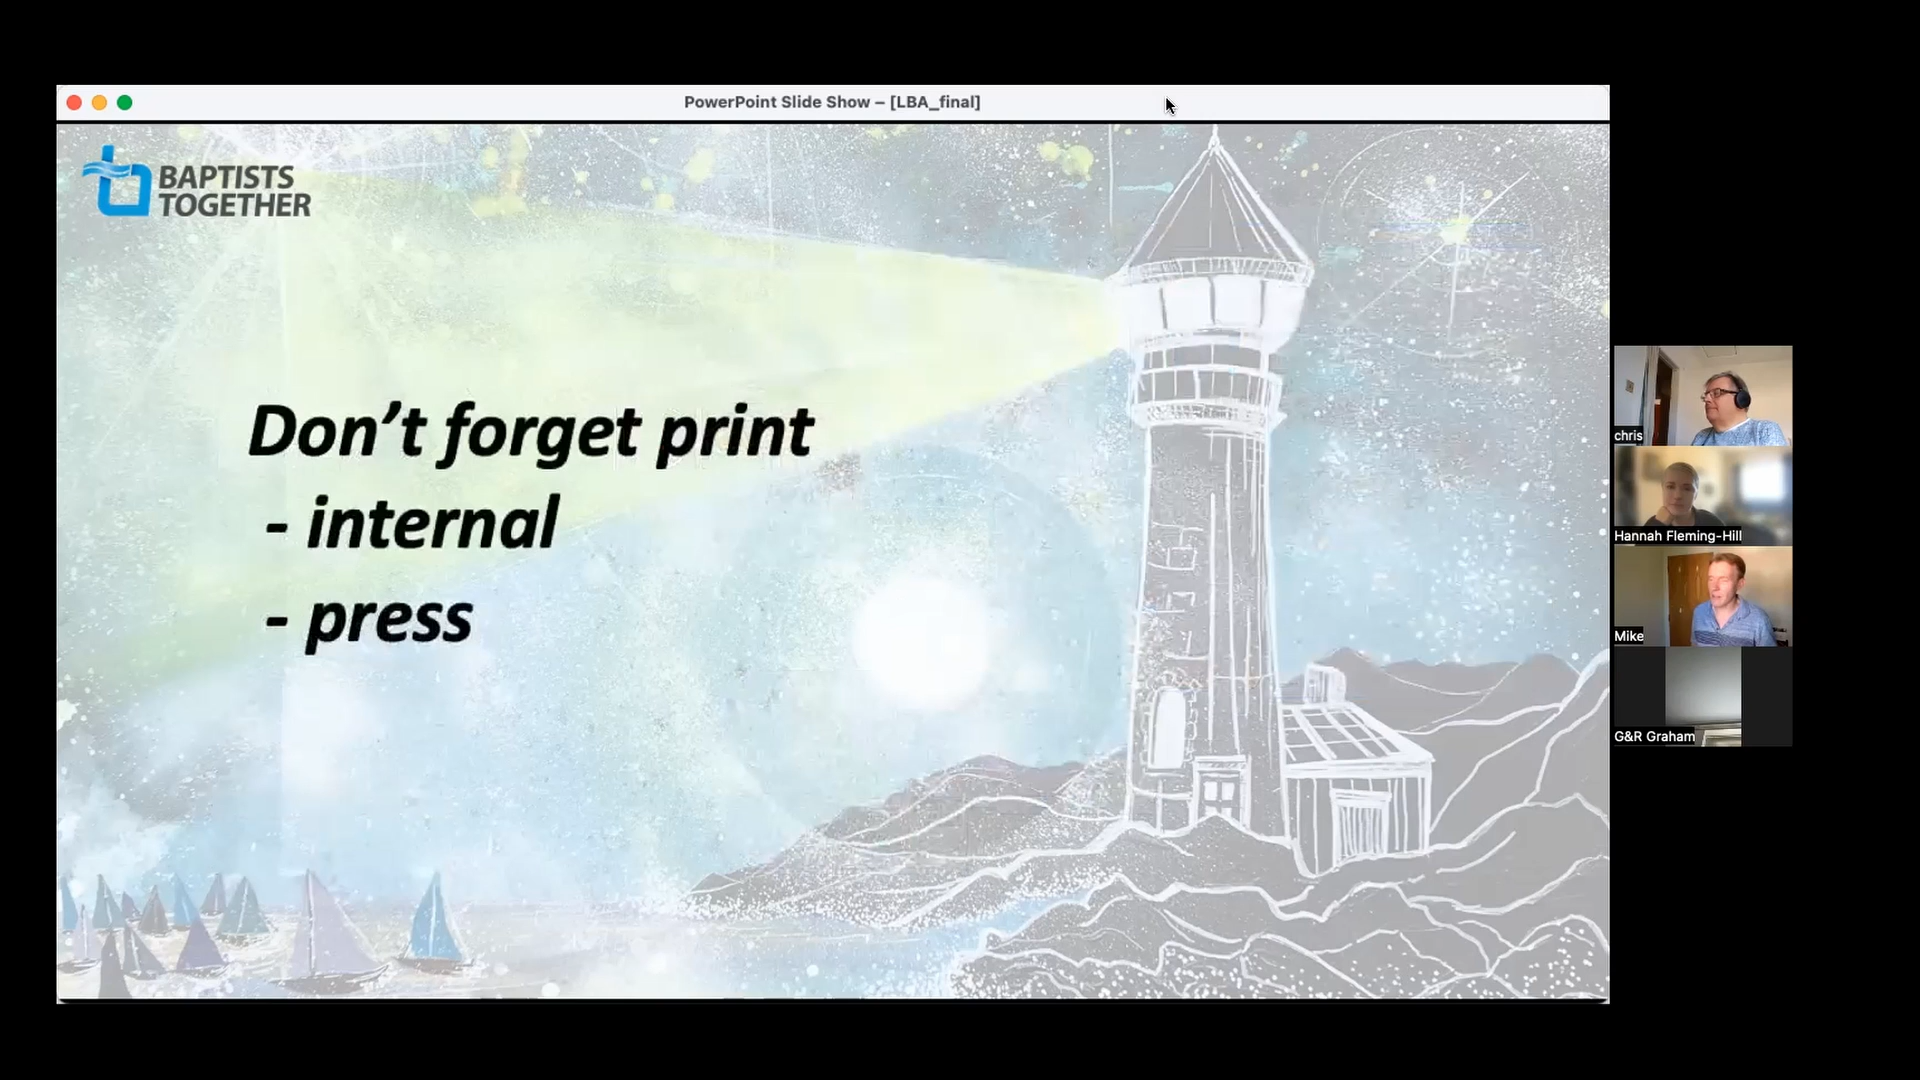 PowerPoint Slide Show – [LBA_final]
BAPTISTS
TOGETHER
Don’t forget print
- internal
- press
chris
Hannah Fleming-Hill
Mike
G&R Graham